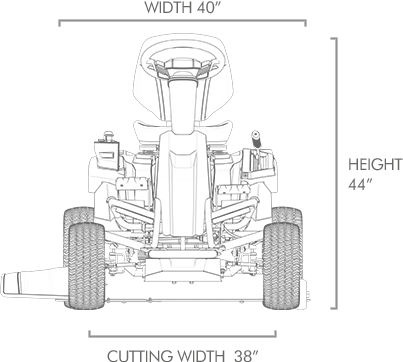 WIDTH 40”
HEIGHT
44”
CUTTING WIDTH 38”